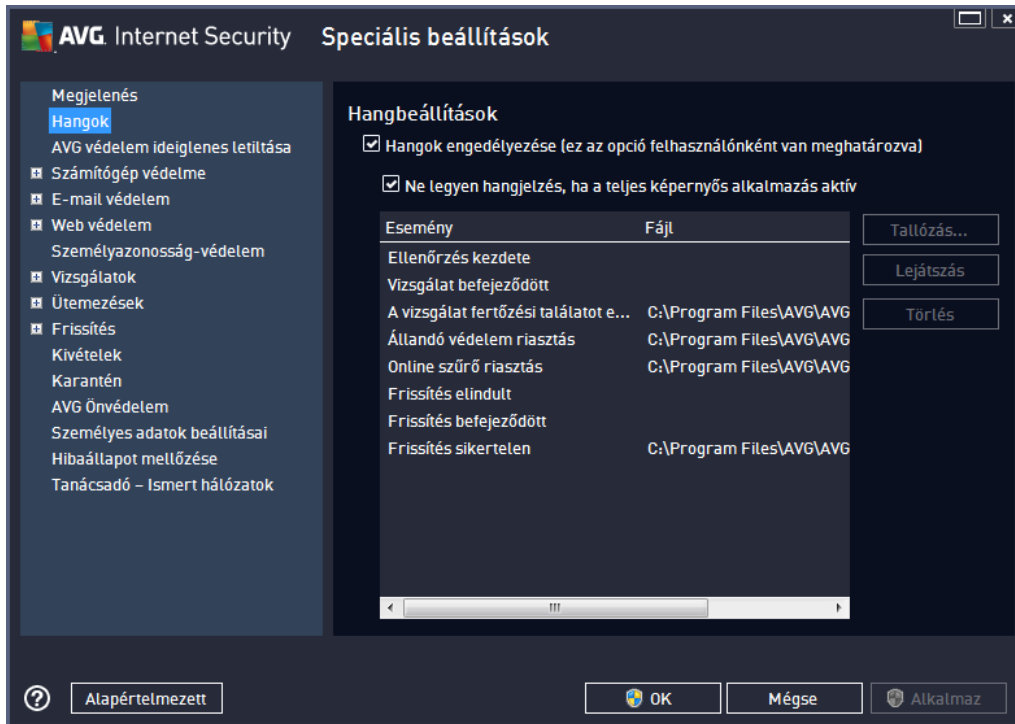 AVG. Internet Security Speciális beállítások
Megjelenés
Hangok
AVG védelem ideiglenes letiltása
Számítógép védelme
E-mail védelem
Web védelem
Személyazonosság-védelem
Vizsgálatok
Ütemezések
Frissítés
Kivételek
Karantén
AVG Önvédelem
Személyes adatok beállításai
Hibaállapot mellőzése
Tanácsadó – Ismert hálózatok
Hangbeállítások
Hangok engedélyezése (ez az opció felhasználónként van meghatározva)
Ne legyen hangjelzés, ha a teljes képernyős alkalmazás aktív
Esemény Fájl
Ellenőrzés kezdete
Vizsgálat befejeződött
A vizsgálat fertőzési találatot e... C:\Program Files\AVG\AVG
Állandó védelem riasztás C:\Program Files\AVG\AVG
Online szűrő riasztás C:\Program Files\AVG\AVG
Frissítés elindult
Frissítés befejeződött
Frissítés sikertelen C:\Program Files\AVG\AVG
Tallózás...
Lejátszás
Törlés
Alapértelmezett
OK
Mégse
Alkalmaz